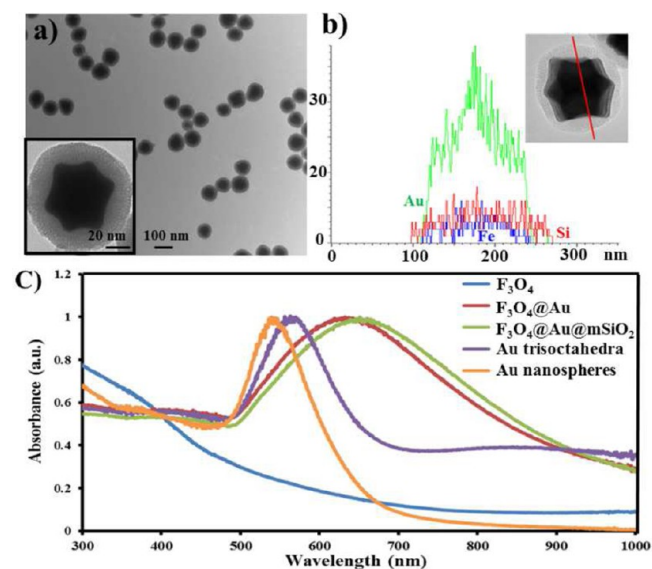 a)
20 nm
100 nm
b)
30
20
10
0
Au
Fe
Si
0
100
200
300
nm
C)
1.2
1
0.8
0.6
0.4
0.2
0
Absorbance (a.u.)
300
400
500
600
700
800
900
1000
Wavelength (nm)
F₃O₄
F₃O₄@Au
F₃O₄@Au@mSiO₂
Au trisoctahedra
Au nanospheres